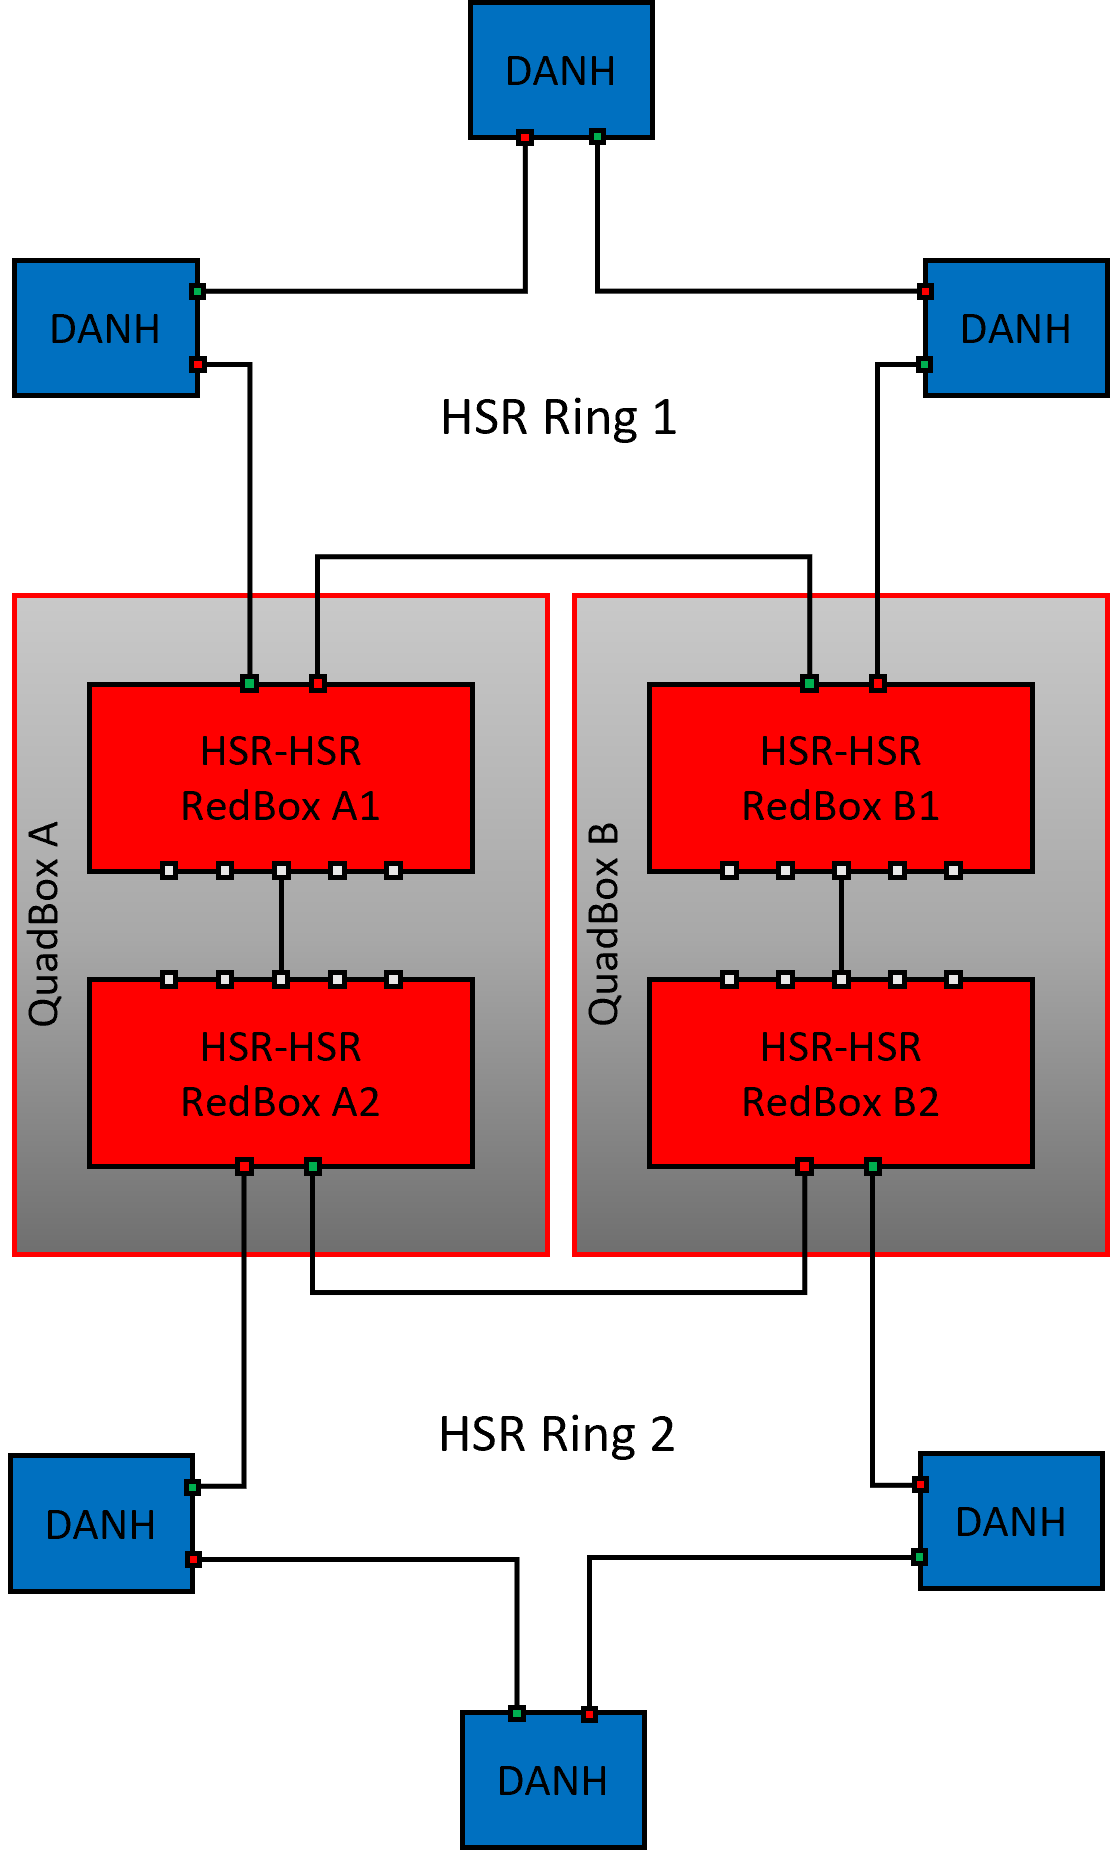 DANH
DANH
DANH
HSR Ring 1
QuadBox A
HSR-HSR
RedBox A1
HSR-HSR
RedBox A2
QuadBox B
HSR-HSR
RedBox B1
HSR-HSR
RedBox B2
HSR Ring 2
DANH
DANH
DANH